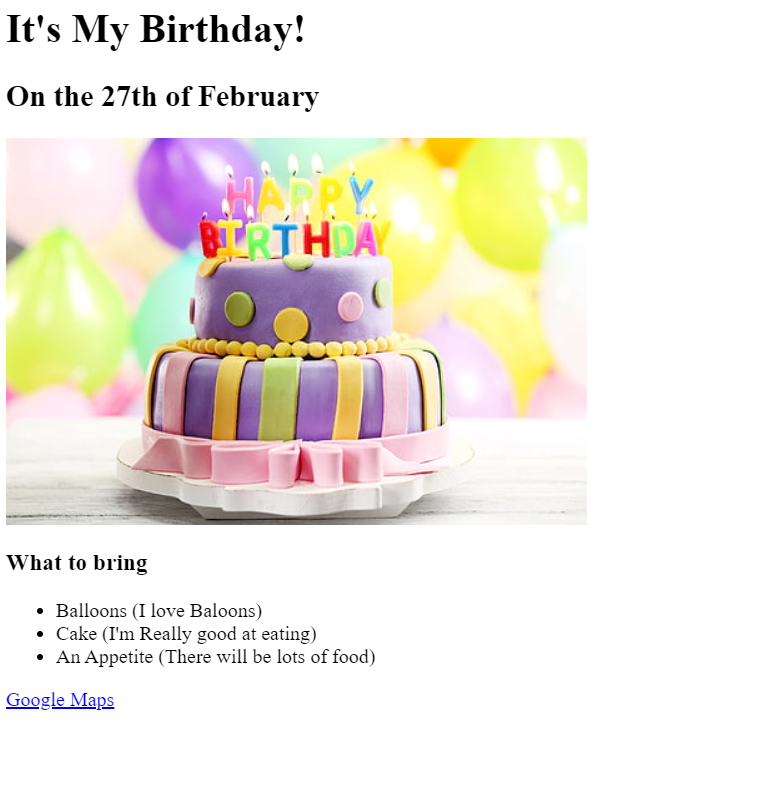 It's My Birthday!
On the 27th of February
HAPPY
BIRTHDAY
What to bring
Balloons (I love Baloons)
Cake (I'm Really good at eating)
An Appetite (There will be lots of food)
Google Maps